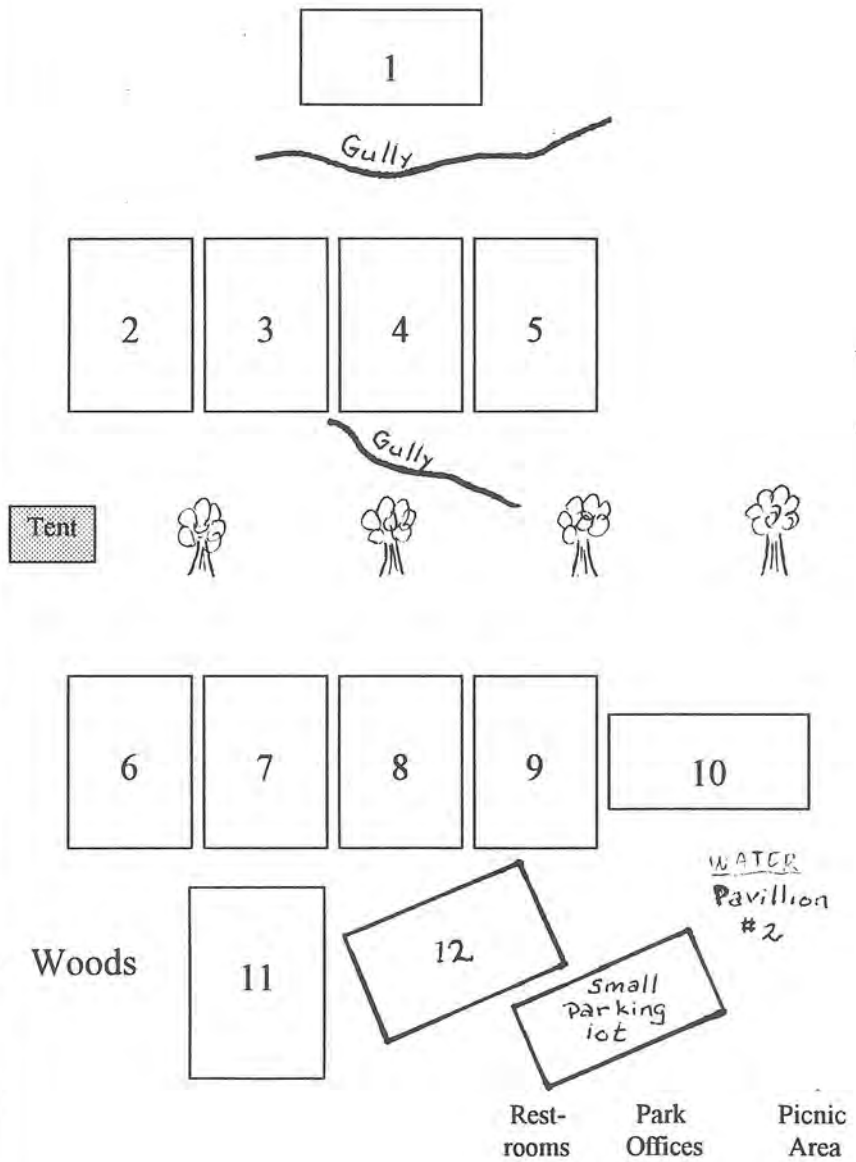 1
Gully
2
3
4
5
Gully
Tent
6
7
8
9
10
WATER
Pavillion
#2
Woods
11
12
Small
Parking
lot
Rest-
rooms
Park
Offices
Picnic
Area